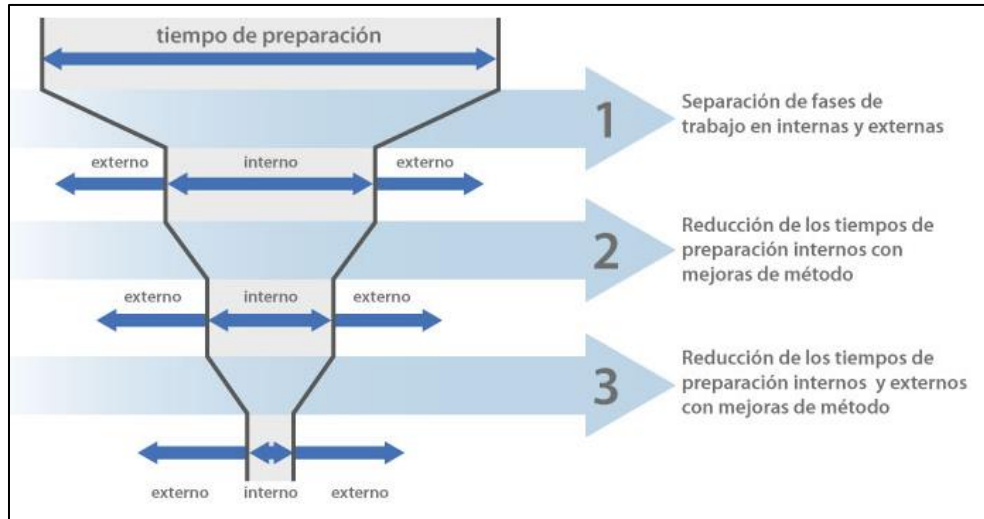 tiempo de preparación
1
Separación de fases de
trabajo en internas y externas
externo interno externo
2
Reducción de los tiempos de
preparación internos con
mejoras de método
externo interno externo
3
Reducción de los tiempos de
preparación internos y externos
con mejoras de método
externo interno externo